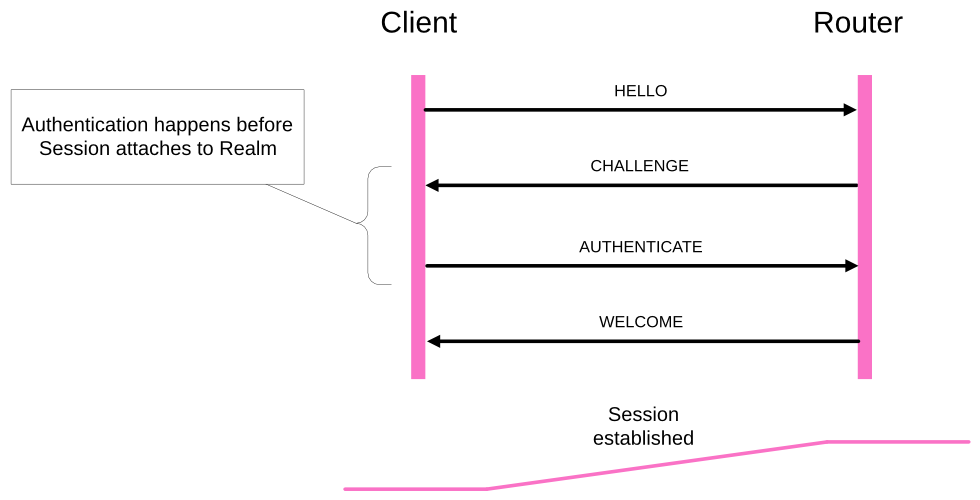 Client
Router
HELLO
Authentication happens before
Session attaches to Realm
CHALLENGE
AUTHENTICATE
WELCOME
Session
established